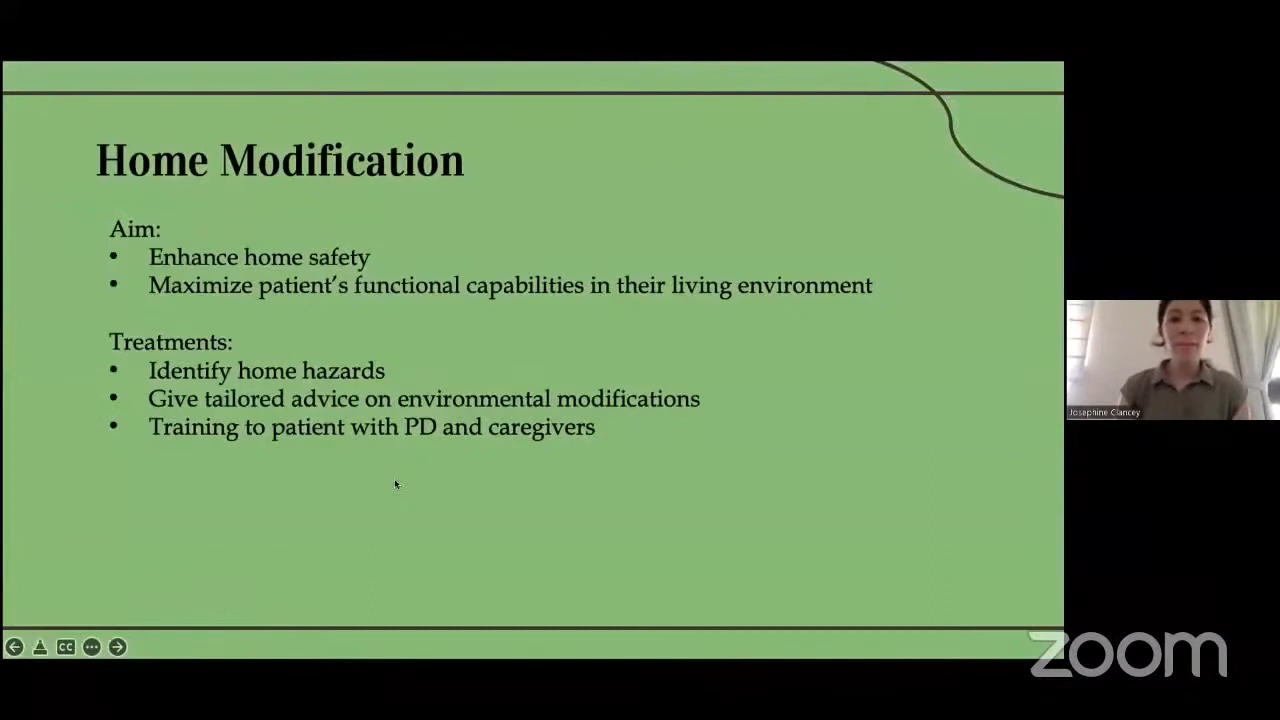 Home Modification
Aim:
• Enhance home safety
• Maximize patient's functional capabilities in their living environment
Treatments:
• Identify home hazards
• Give tailored advice on environmental modifications
• Training to patient with PD and caregivers
Josephine Clancey
CC
zoom